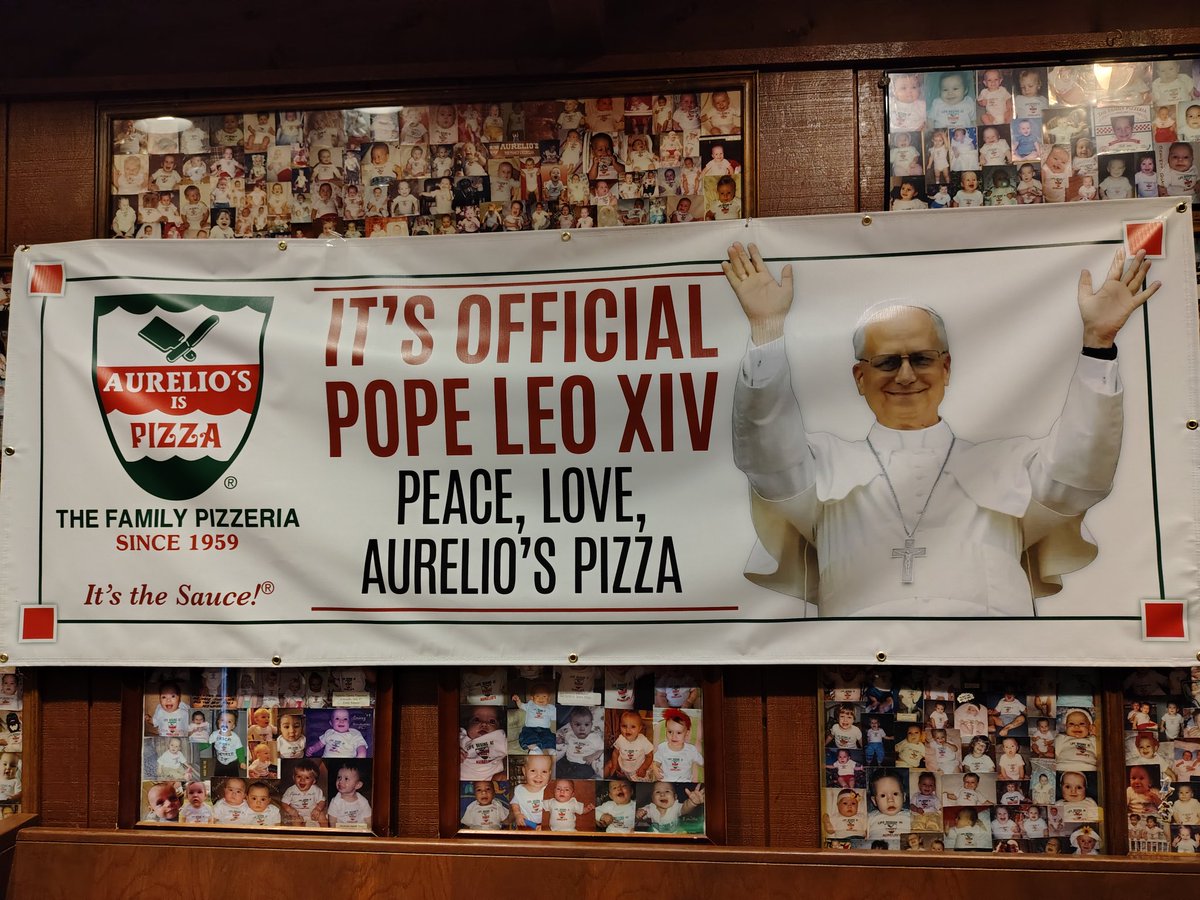 AURELIO'S
IS
PIZZA
®
THE FAMILY PIZZERIA
SINCE 1959
It's the Sauce!®
IT'S OFFICIAL
POPE LEO XIV
PEACE, LOVE,
AURELIO'S PIZZA
AURELIO'S